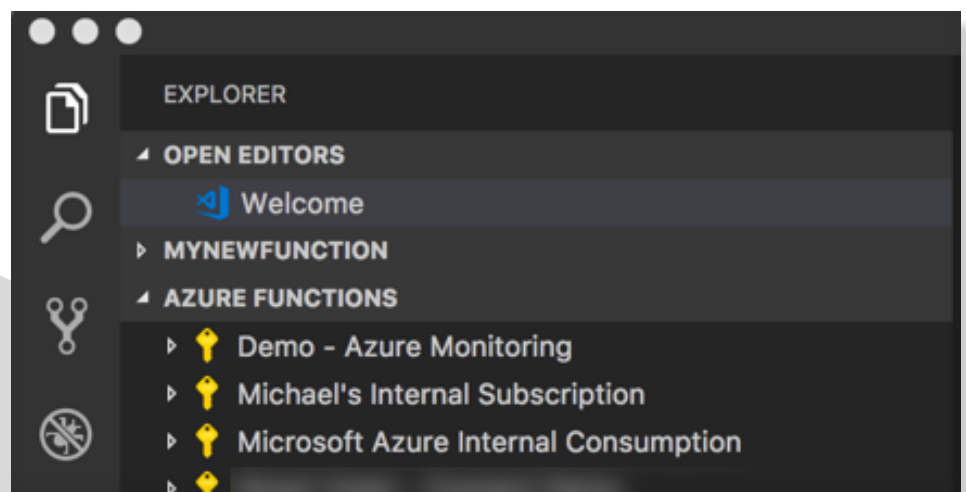 EXPLORER
OPEN EDITORS
Welcome
MYNEWFUNCTION
AZURE FUNCTIONS
Demo - Azure Monitoring
Michael's Internal Subscription
Microsoft Azure Internal Consumption